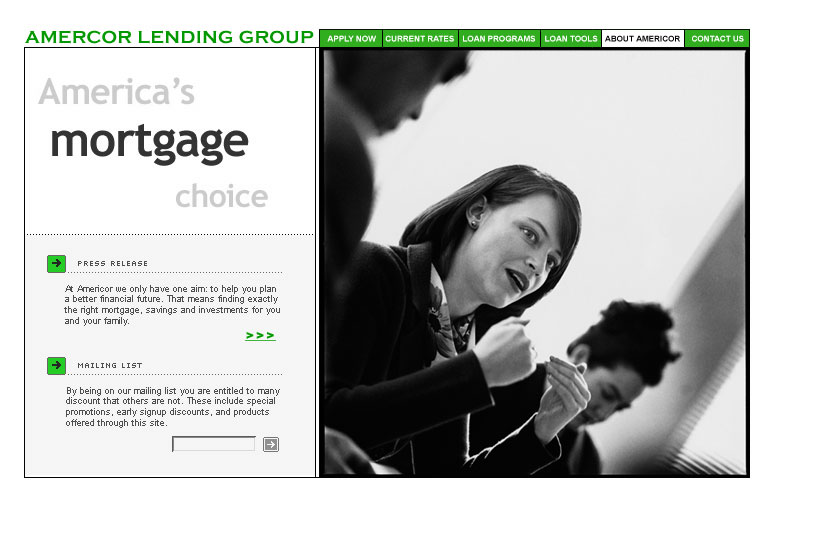 AMERCOR LENDING GROUP
APPLY NOW
CURRENT RATES
LOAN PROGRAMS
LOAN TOOLS
ABOUT AMERICOR
CONTACT US
America's
mortgage
choice
PRESS RELEASE
At Americor we only have one aim: to help you plan
a better financial future. That means finding exactly
the right mortgage, savings and investments for you
and your family.
>>>
MAILING LIST
By being on our mailing list you are entitled to many
discount that others are not. These include special
promotions, early signup discounts, and products
offered through this site.